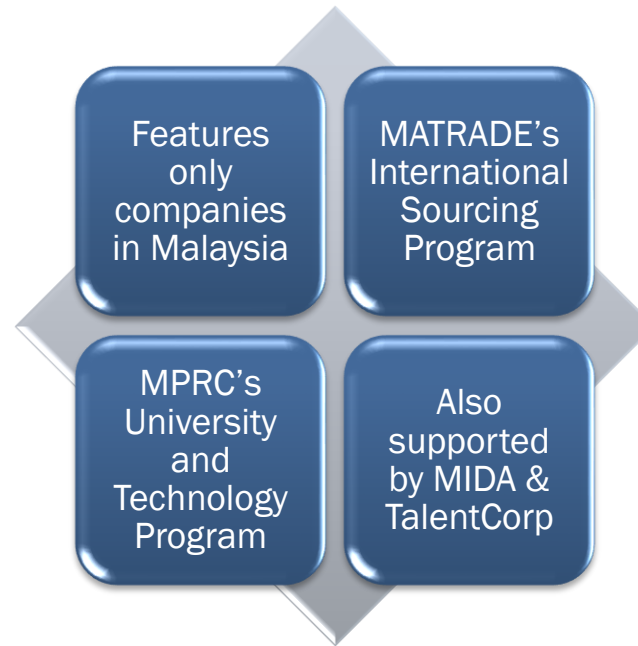 Features
only
companies
in Malaysia
MATRADE’s
International
Sourcing
Program
MPRC’s
University
and
Technology
Program
Also
supported
by MIDA &
TalentCorp